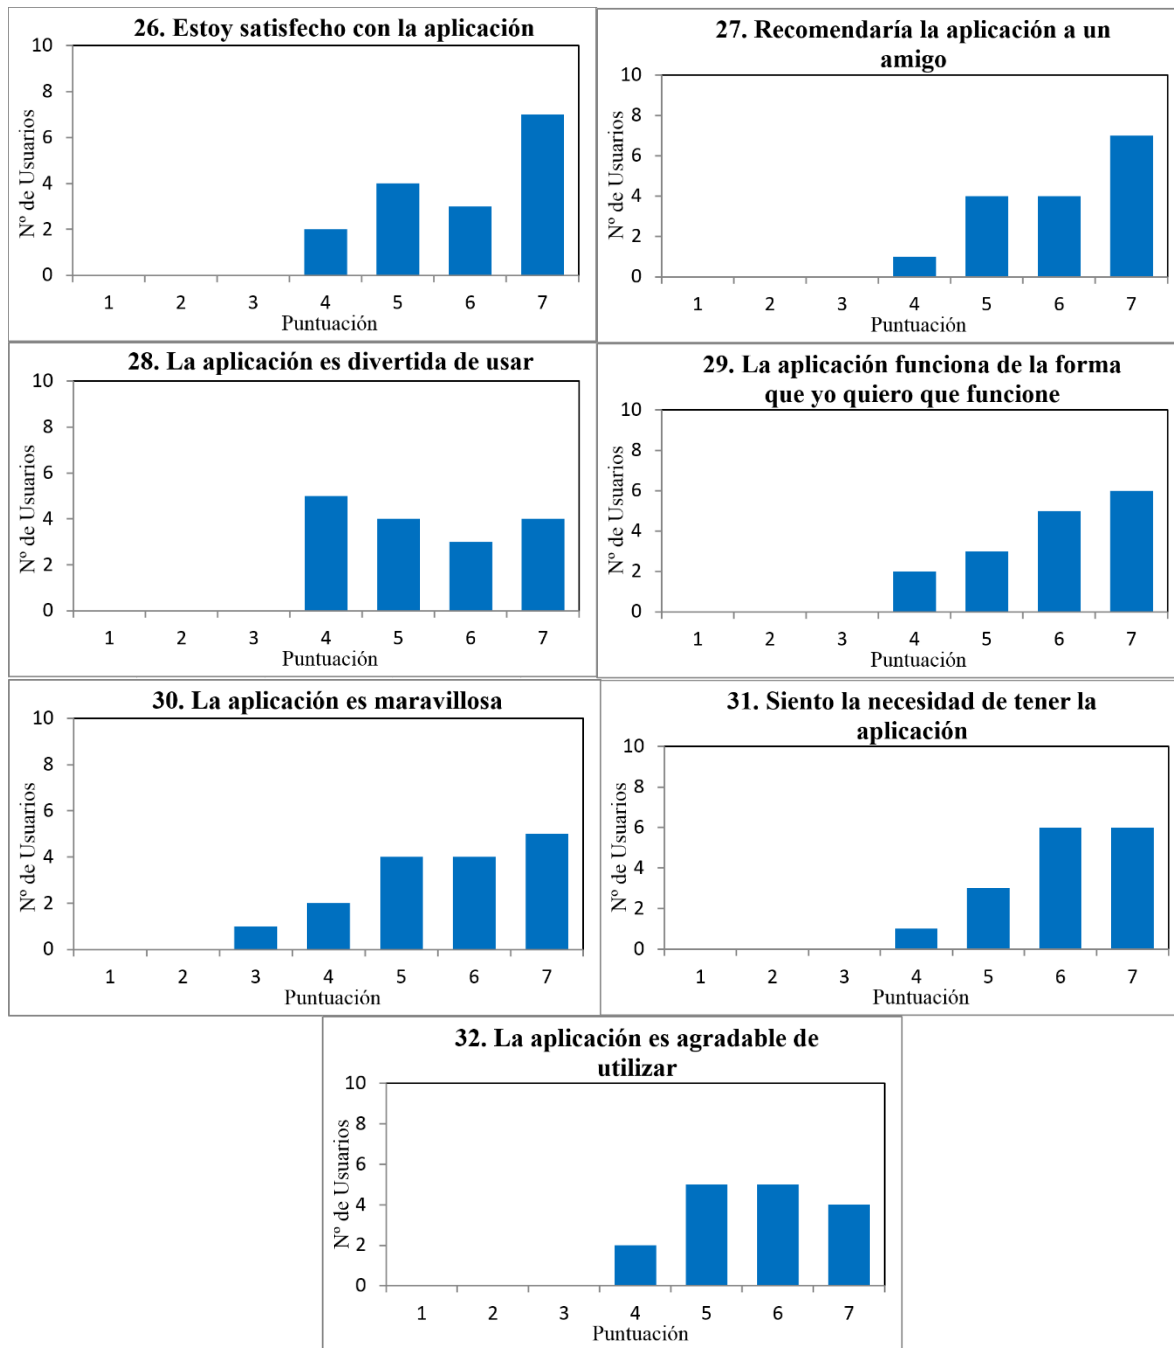 26. Estoy satisfecho con la aplicación
10
8
6
4
2
0
Nº de Usuarios
1 2 3 4 5 6 7
Puntuación
27. Recomendaría la aplicación a un
amigo
10
8
6
4
2
0
Nº de Usuarios
1 2 3 4 5 6 7
Puntuación
28. La aplicación es divertida de usar
10
8
6
4
2
0
Nº de Usuarios
1 2 3 4 5 6 7
Puntuación
29. La aplicación funciona de la forma
que yo quiero que funcione
10
8
6
4
2
0
Nº de Usuarios
1 2 3 4 5 6 7
Puntuación
30. La aplicación es maravillosa
10
8
6
4
2
0
Nº de Usuarios
1 2 3 4 5 6 7
Puntuación
31. Siento la necesidad de tener la
aplicación
10
8
6
4
2
0
Nº de Usuarios
1 2 3 4 5 6 7
Puntuación
32. La aplicación es agradable de
utilizar
10
8
6
4
2
0
Nº de Usuarios
1 2 3 4 5 6 7
Puntuación